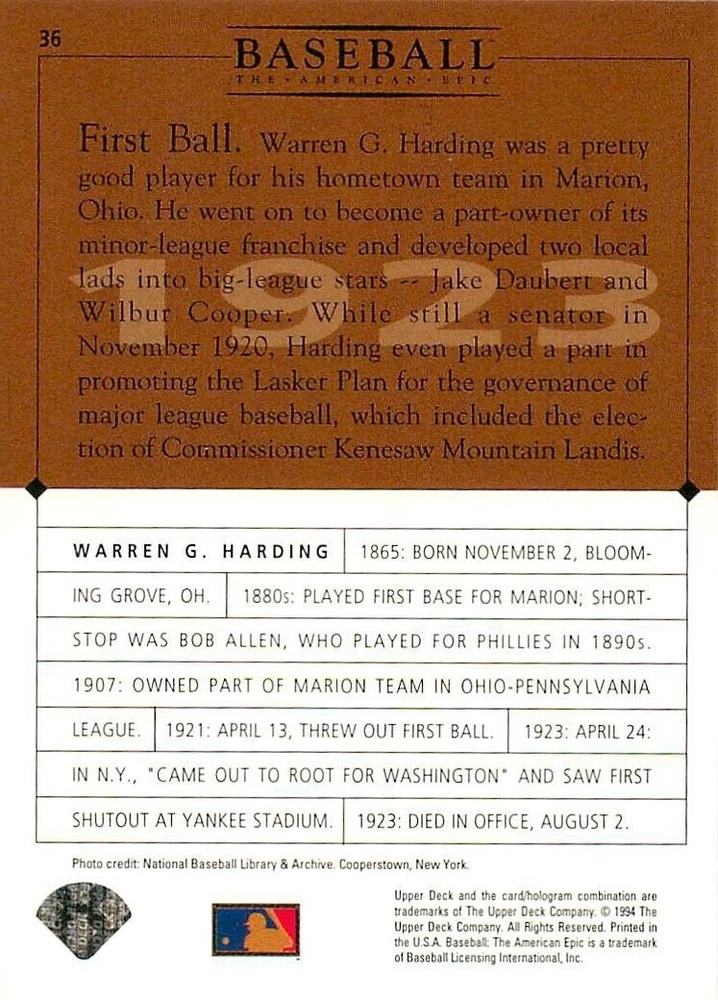 36
BASEBALL
THE • AMERICAN • EPIC
First Ball. Warren G. Harding was a pretty
good player for his hometown team in Marion,
Ohio. He went on to become a part-owner of its
minor-league franchise and developed two local
lads into big-league stars -- Jake Daubert and
Wilbur Cooper. While still a senator in
November 1920, Harding even played a part in
promoting the Lasker Plan for the governance of
major league baseball, which included the elec-
tion of Commissioner Kenesaw Mountain Landis.
1923
WARREN G. HARDING 1865: BORN NOVEMBER 2, BLOOM-
ING GROVE, OH. 1880s: PLAYED FIRST BASE FOR MARION; SHORT-
STOP WAS BOB ALLEN, WHO PLAYED FOR PHILLIES IN 1890s.
1907: OWNED PART OF MARION TEAM IN OHIO-PENNSYLVANIA
LEAGUE. 1921: APRIL 13, THREW OUT FIRST BALL. 1923: APRIL 24:
IN N.Y., "CAME OUT TO ROOT FOR WASHINGTON" AND SAW FIRST
SHUTOUT AT YANKEE STADIUM. 1923: DIED IN OFFICE, AUGUST 2.
Photo credit: National Baseball Library & Archive. Cooperstown, New York.
Upper Deck and the card/hologram combination are
trademarks of The Upper Deck Company. © 1994 The
Upper Deck Company. All Rights Reserved. Printed in
the U.S.A. Baseball: The American Epic is a trademark
of Baseball Licensing International, Inc.